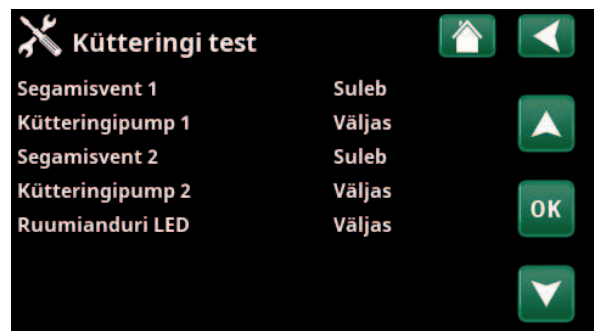 Kütteringi test
Segamisvent 1 Suleb
Kütteringipump 1 Väljas
Segamisvent 2 Suleb
Kütteringipump 2 Väljas
OK
Ruumianduri LED Väljas